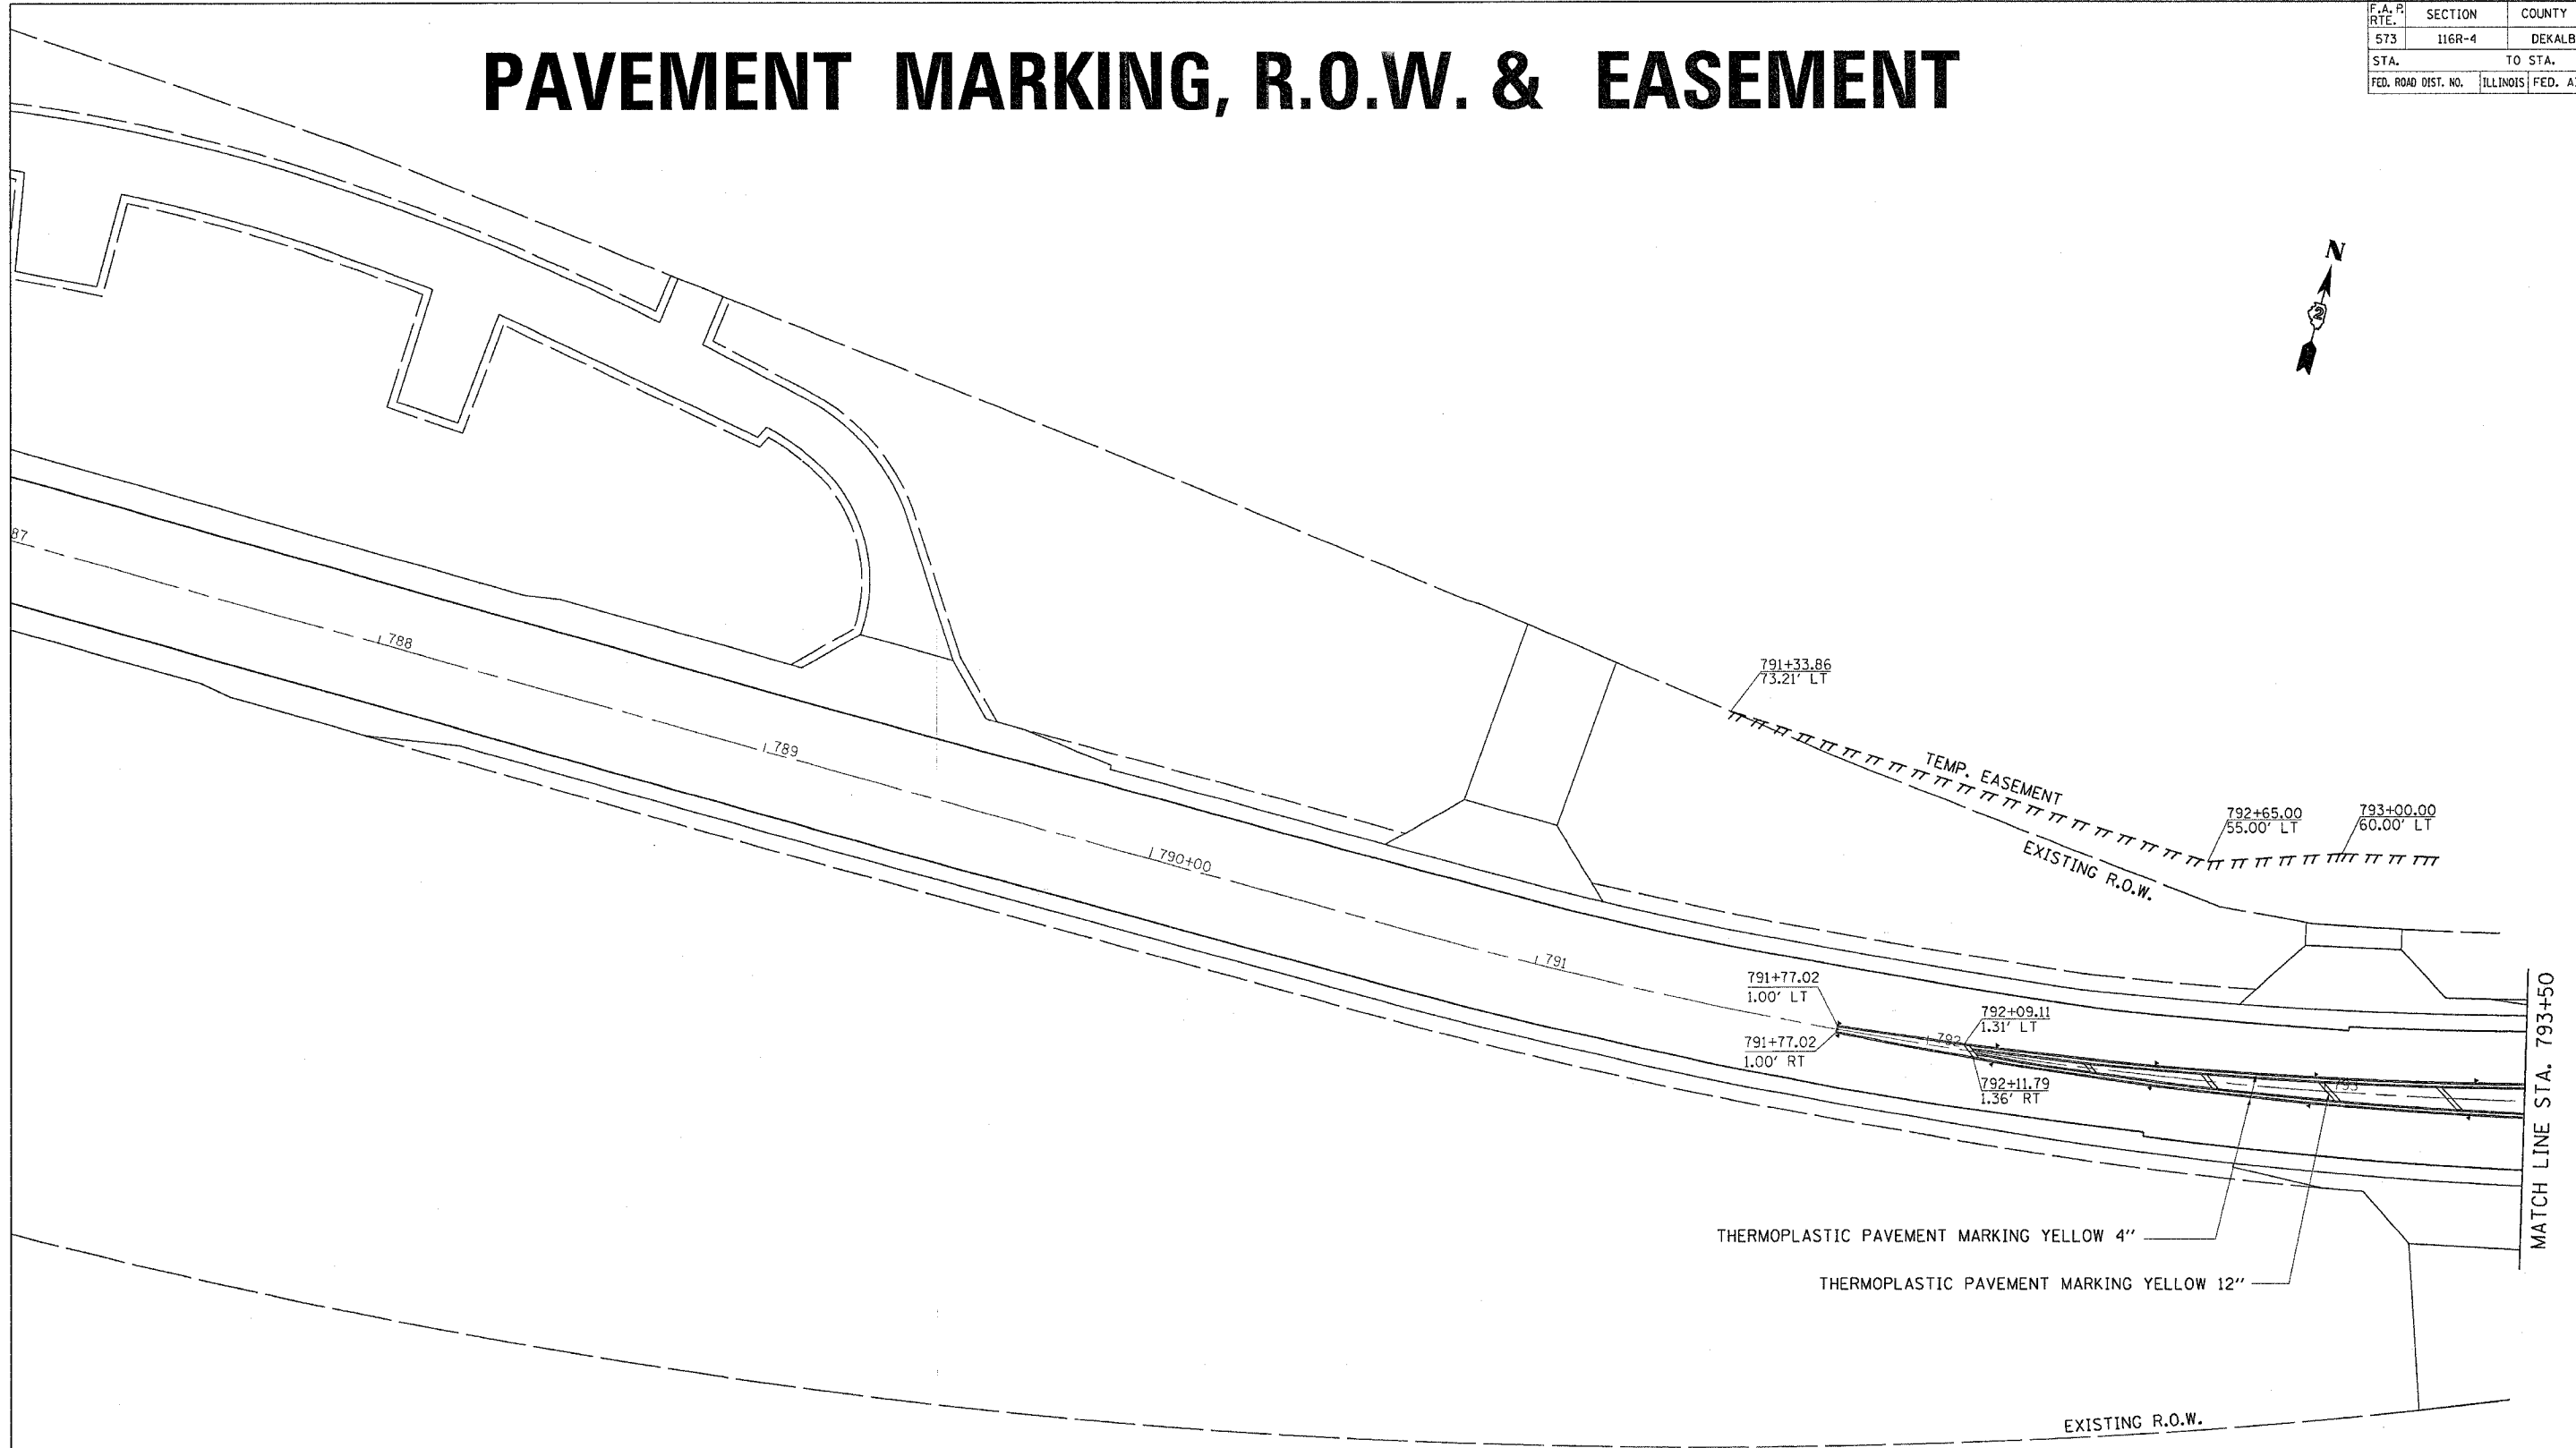 F.A.P. RTE. SECTION COUNTY
573 116R-4 DEKALB
STA. TO STA.
FED. ROAD DIST. NO. ILLINOIS FED.
PAVEMENT MARKING, R.O.W. & EASEMENT
N
2
87
788
789
790+00
791
792
793
791+33.86
73.21' LT
TEMP. EASEMENT
EXISTING R.O.W.
792+65.00
55.00' LT
793+00.00
60.00' LT
791+77.02
1.00' LT
791+77.02
1.00' RT
792+09.11
1.31' LT
792+11.79
1.36' RT
MATCH LINE STA. 793+50
THERMOPLASTIC PAVEMENT MARKING YELLOW 4"
THERMOPLASTIC PAVEMENT MARKING YELLOW 12"
EXISTING R.O.W.